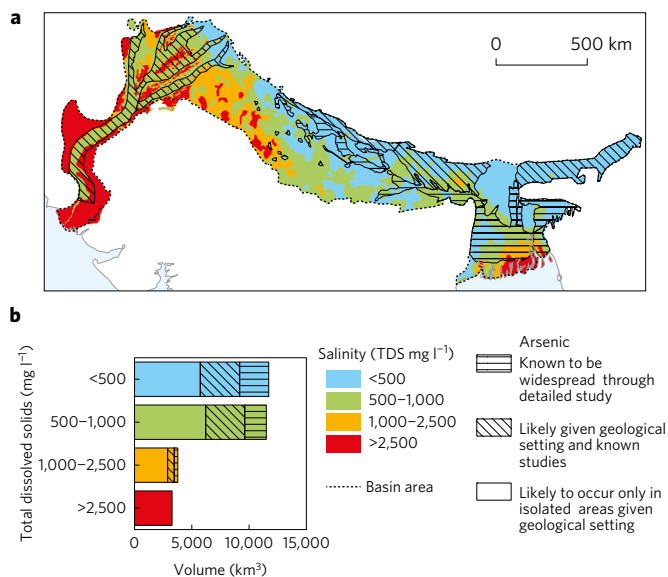 a
0 500 km
b
Total dissolved solids (mg l⁻¹)
<500
500–1,000
1,000–2,500
>2,500
0 5,000 10,000 15,000
Volume (km³)
Salinity (TDS mg l⁻¹)
<500
500–1,000
1,000–2,500
>2,500
Basin area
Arsenic
Known to be
widespread through
detailed study
Likely given geological
setting and known
studies
Likely to occur only in
isolated areas given
geological setting